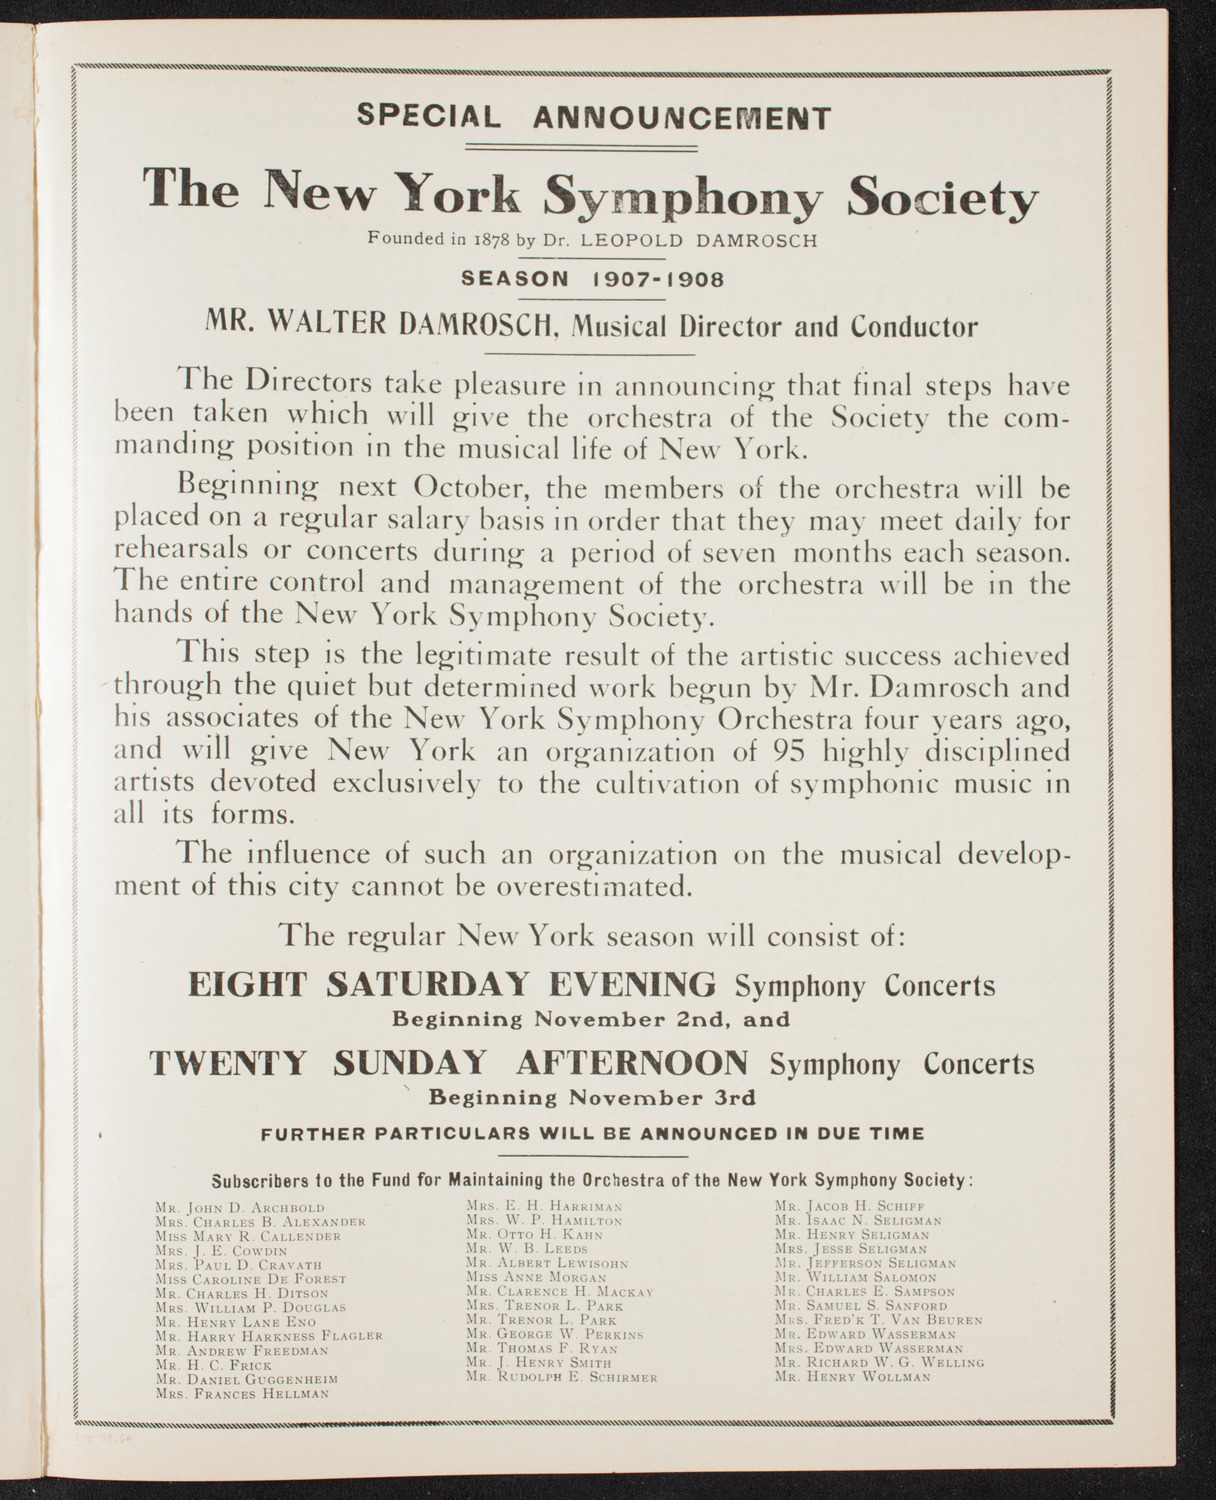 SPECIAL ANNOUNCEMENT
The New York Symphony Society
Founded in 1878 by Dr. LEOPOLD DAMROSCH
SEASON 1907-1908
MR. WALTER DAMROSCH, Musical Director and Conductor
The Directors take pleasure in announcing that final steps have
been taken which will give the orchestra of the Society the com-
manding position in the musical life of New York.
Beginning next October, the members of the orchestra will be
placed on a regular salary basis in order that they may meet daily for
rehearsals or concerts during a period of seven months each season.
The entire control and management of the orchestra will be in the
hands of the New York Symphony Society.
This step is the legitimate result of the artistic success achieved
through the quiet but determined work begun by Mr. Damrosch and
his associates of the New York Symphony Orchestra four years ago,
and will give New York an organization of 95 highly disciplined
artists devoted exclusively to the cultivation of symphonic music in
all its forms.
The influence of such an organization on the musical develop-
ment of this city cannot be overestimated.
The regular New York season will consist of:
EIGHT SATURDAY EVENING Symphony Concerts
Beginning November 2nd, and
TWENTY SUNDAY AFTERNOON Symphony Concerts
Beginning November 3rd
FURTHER PARTICULARS WILL BE ANNOUNCED IN DUE TIME
Subscribers to the Fund for Maintaining the Orchestra of the New York Symphony Society:
MR. JOHN D. ARCHBOLD
MRS. CHARLES B. ALEXANDER
MISS MARY R. CALLENDER
MRS. J. E. COWDIN
MRS. PAUL D. CRAVATH
MISS CAROLINE DE FOREST
MR. CHARLES H. DITSON
MRS. WILLIAM P. DOUGLAS
MR. HENRY LANE ENO
MR. HARRY HARKNESS FLAGLER
MR. ANDREW FREEDMAN
MR. H. C. FRICK
MR. DANIEL GUGGENHEIM
MRS. FRANCES HELLMAN
MRS. E. H. HARRIMAN
MRS. W. P. HAMILTON
MR. OTTO H. KAHN
MR. W. B. LEEDS
MR. ALBERT LEWISOHN
MISS ANNE MORGAN
MR. CLARENCE H. MACKAY
MRS. TRENOR L. PARK
MR. TRENOR L. PARK
MR. GEORGE W. PERKINS
MR. THOMAS F. RYAN
MR. J. HENRY SMITH
MR. RUDOLPH E. SCHIRMER
MR. JACOB H. SCHIFF
MR. ISAAC N. SELIGMAN
MR. HENRY SELIGMAN
MRS. JESSE SELIGMAN
MR. JEFFERSON SELIGMAN
MR. WILLIAM SALOMON
MR. CHARLES E. SAMPSON
MR. SAMUEL S. SANFORD
MRS. FRED'K T. VAN BEUREN
MR. EDWARD WASSERMAN
MRS. EDWARD WASSERMAN
MR. RICHARD W. G. WELLING
MR. HENRY WOLLMAN